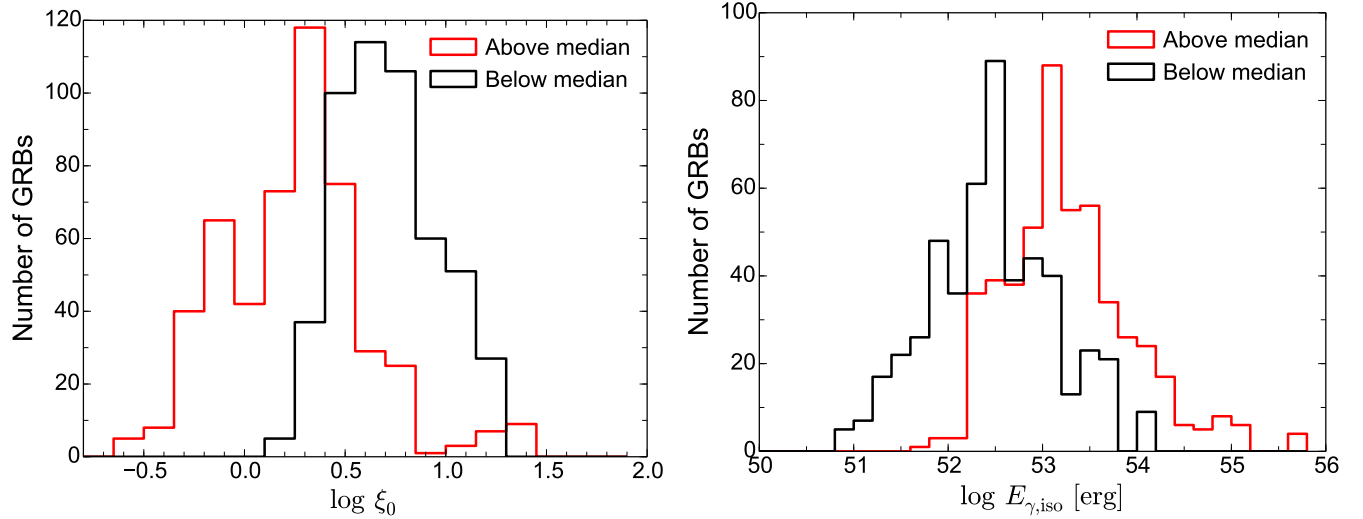 120
100
80
60
40
20
0
Number of GRBs
Above median
Below median
−0.5 0.0 0.5 1.0 1.5 2.0
log ξ₀
100
80
60
40
20
0
Number of GRBs
Above median
Below median
50 51 52 53 54 55 56
log E_γ,iso [erg]